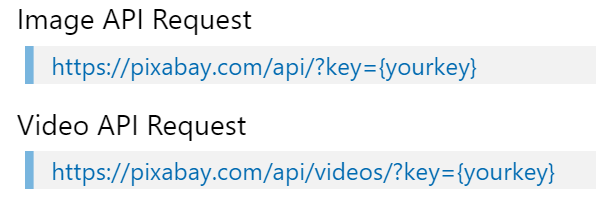 Image API Request
https://pixabay.com/api/?key={yourkey}
Video API Request
https://pixabay.com/api/videos/?key={yourkey}